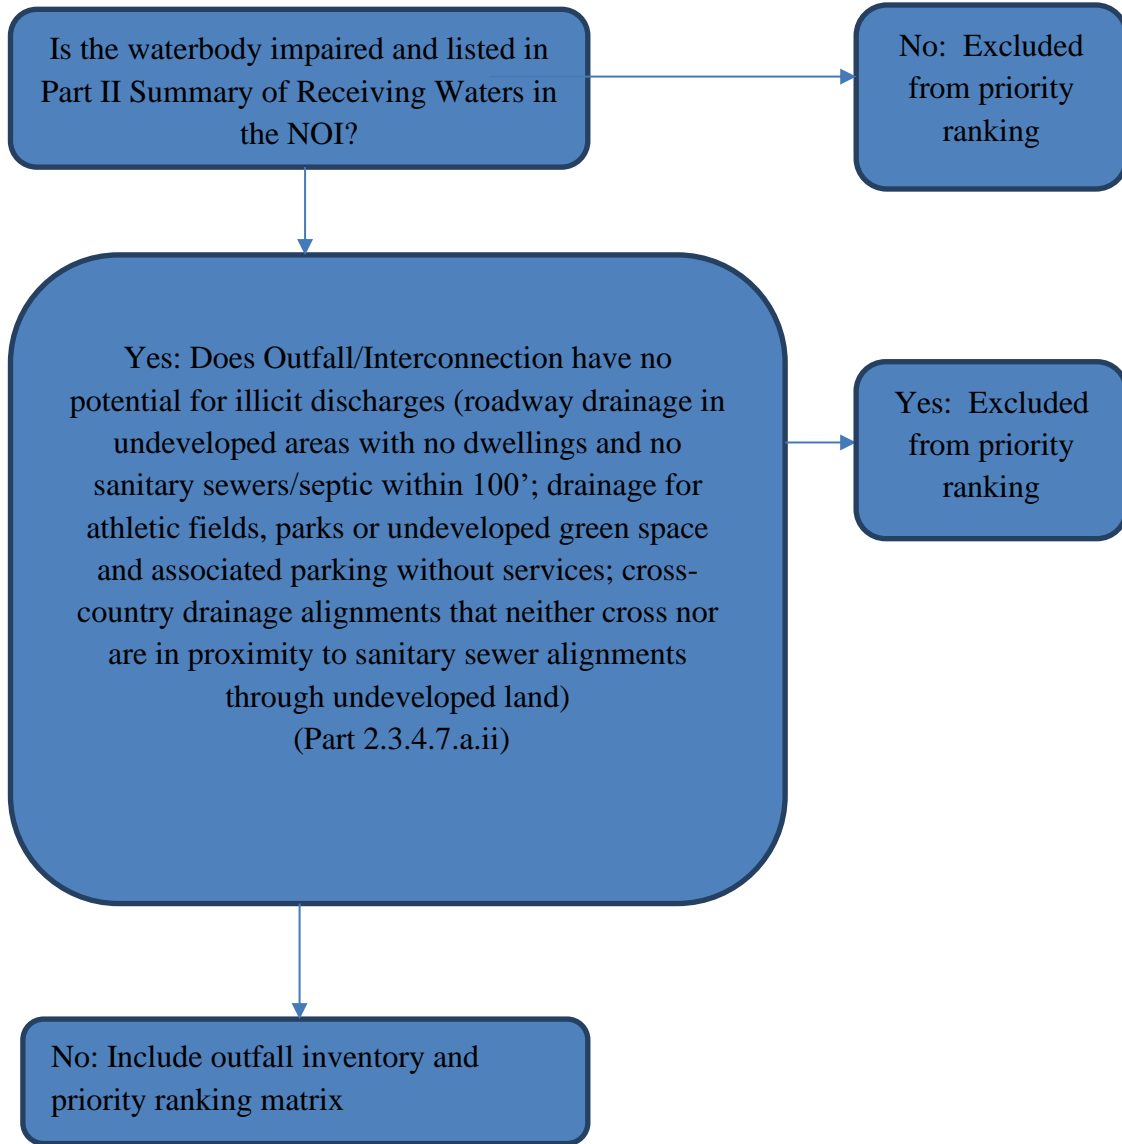 Is the waterbody impaired and listed in
Part II Summary of Receiving Waters in
the NOI?
No:  Excluded
from priority
ranking
Yes: Does Outfall/Interconnection have no
potential for illicit discharges (roadway drainage in
undeveloped areas with no dwellings and no
sanitary sewers/septic within 100’; drainage for
athletic fields, parks or undeveloped green space
and associated parking without services; cross-
country drainage alignments that neither cross nor
are in proximity to sanitary sewer alignments
through undeveloped land)
(Part 2.3.4.7.a.ii)
Yes:  Excluded
from priority
ranking
No: Include outfall inventory and
priority ranking matrix